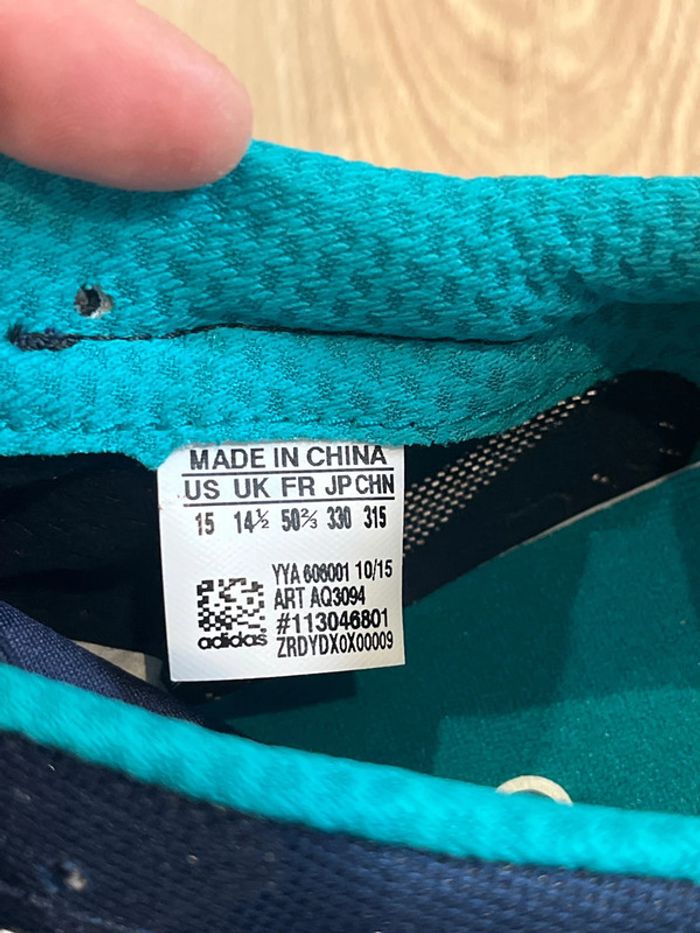 MADE IN CHINA
US UK FR JP CHN
15 14½ 50⅔ 330 315
YYA 606001 10/15
ART AQ3094
#113046801
adidas ZRDYDX0X00009